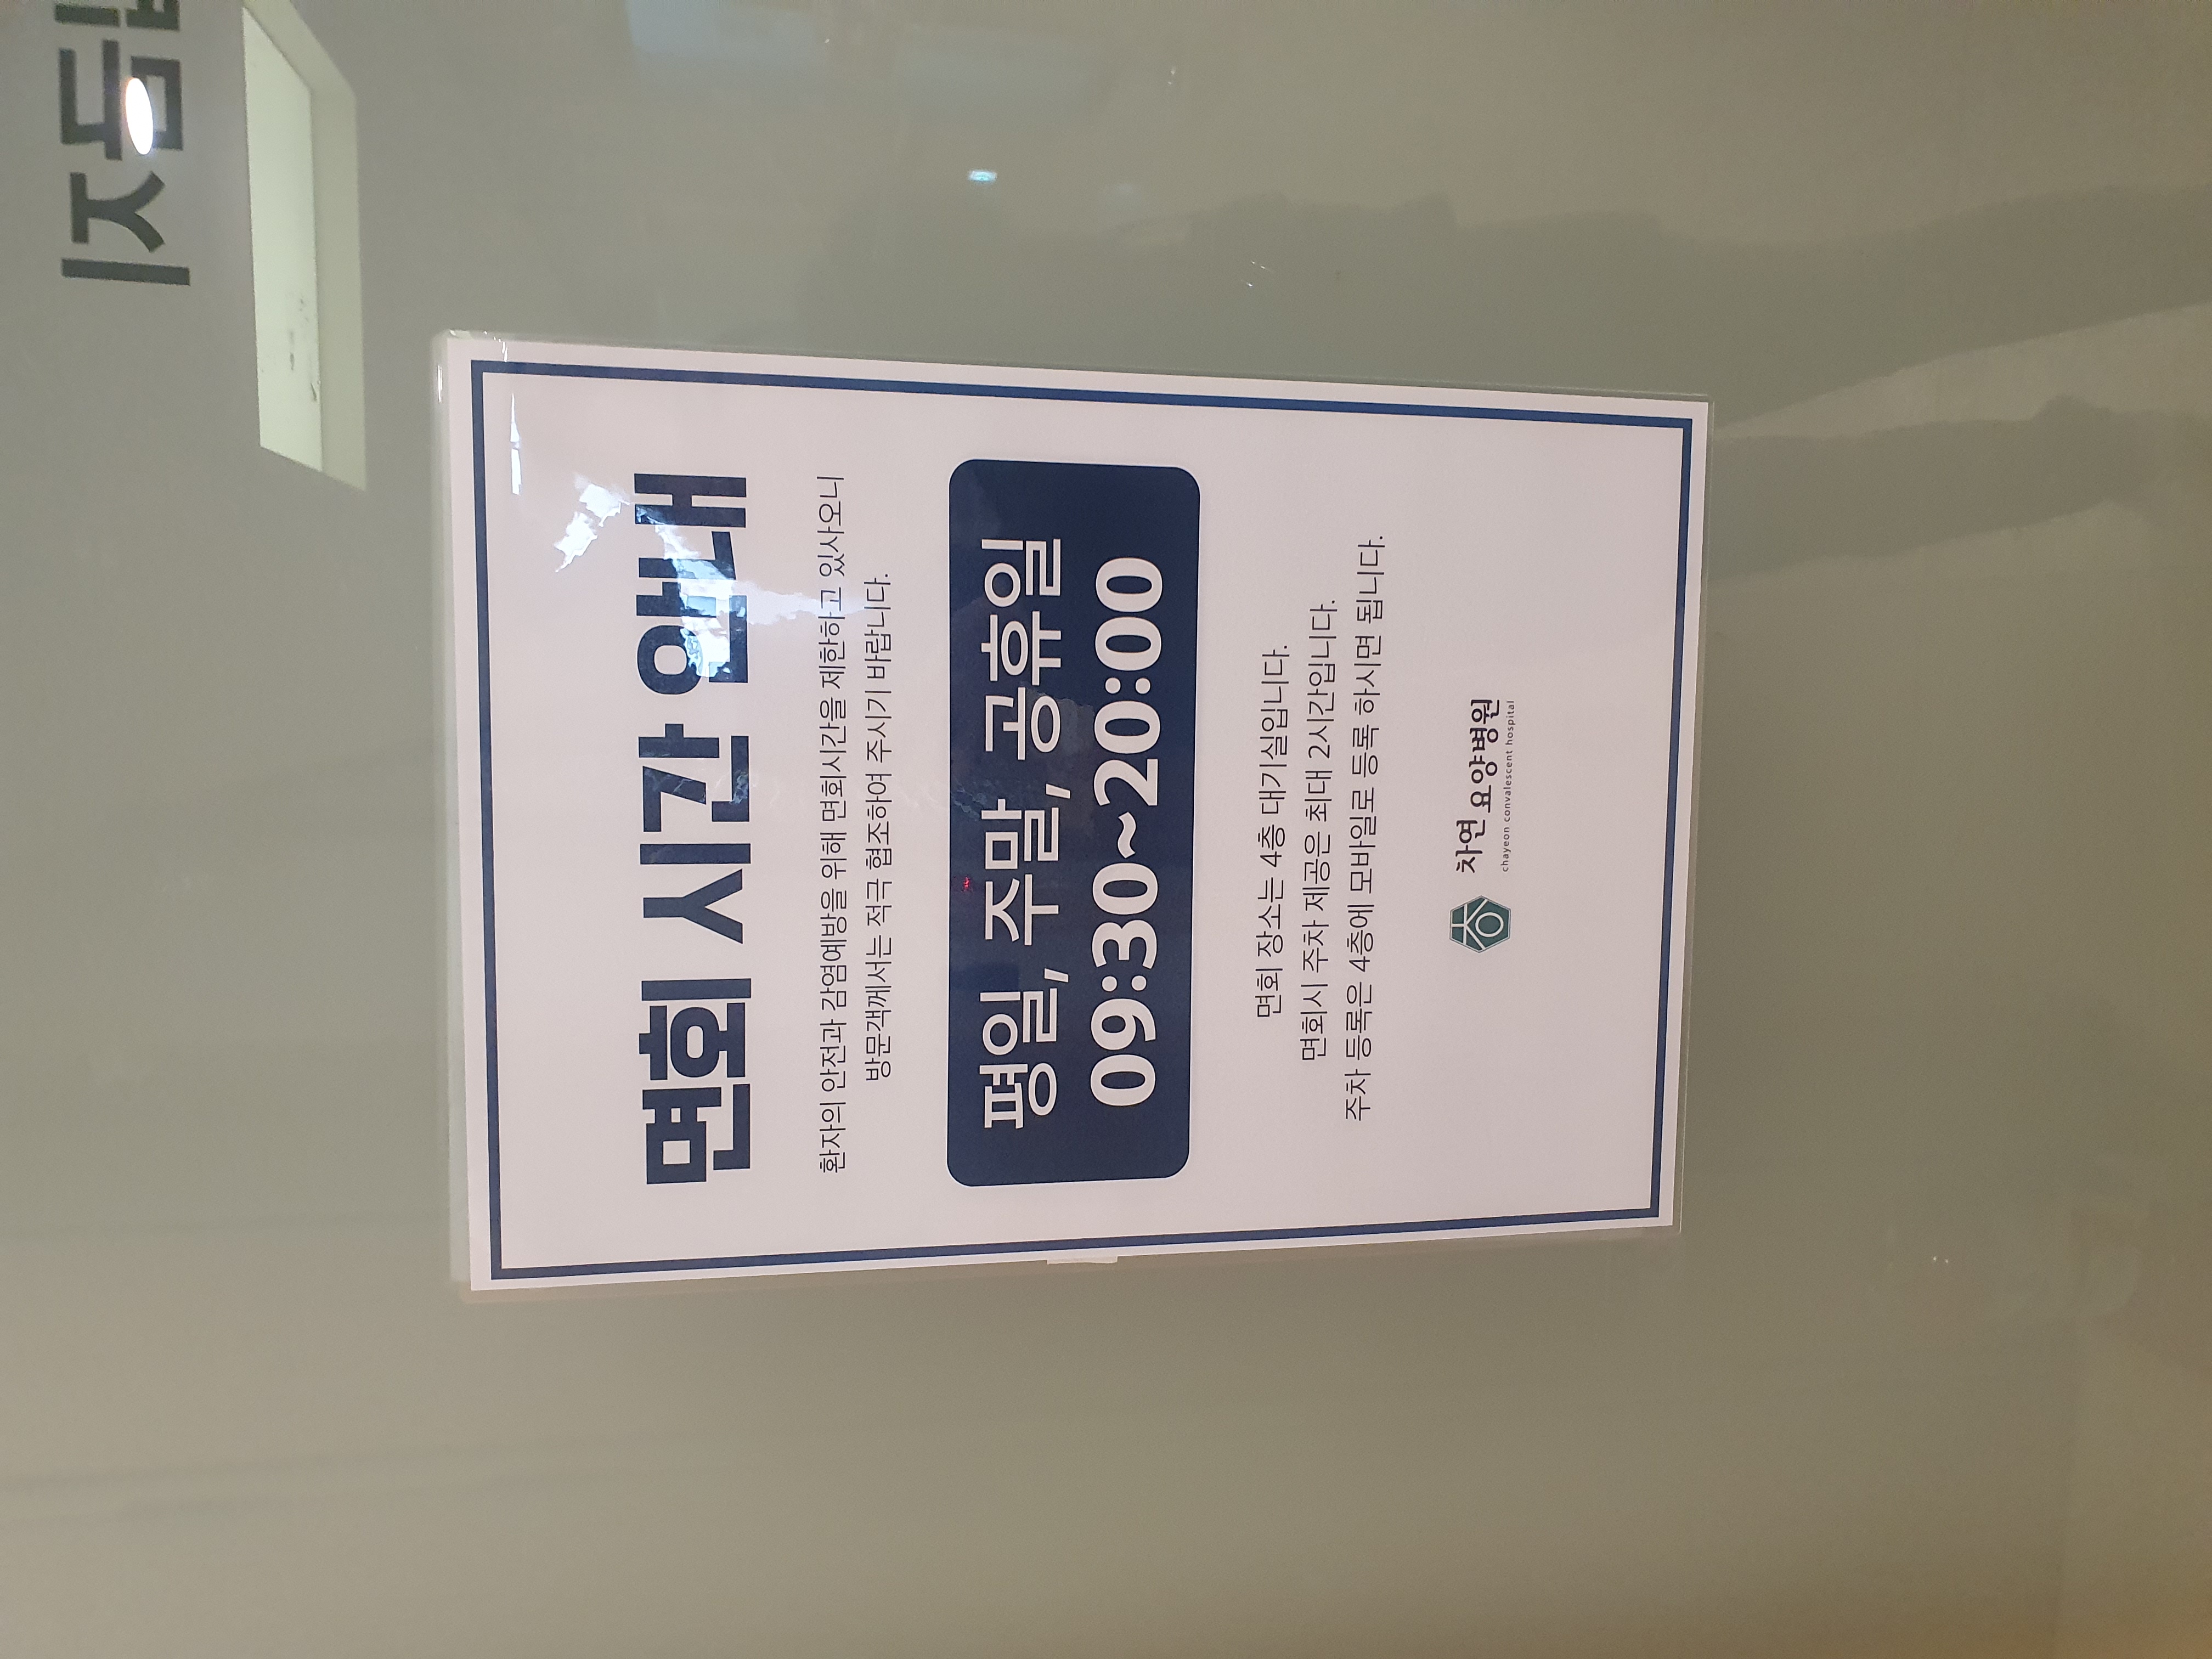 면회 시간 안내
환자의 안전과 감염예방을 위해 면회시간을 제한하고 있사오니
방문객께서는 적극 협조하여 주시기 바랍니다.
평일, 주말, 공휴일
09:30~20:00
면회 장소는 4층 대기실입니다.
면회시 주차 제공은 최대 2시간입니다.
주차 등록은 4층에 모바일로 등록 하시면 됩니다.
차연 요양병원
chayeon convalescent hospital